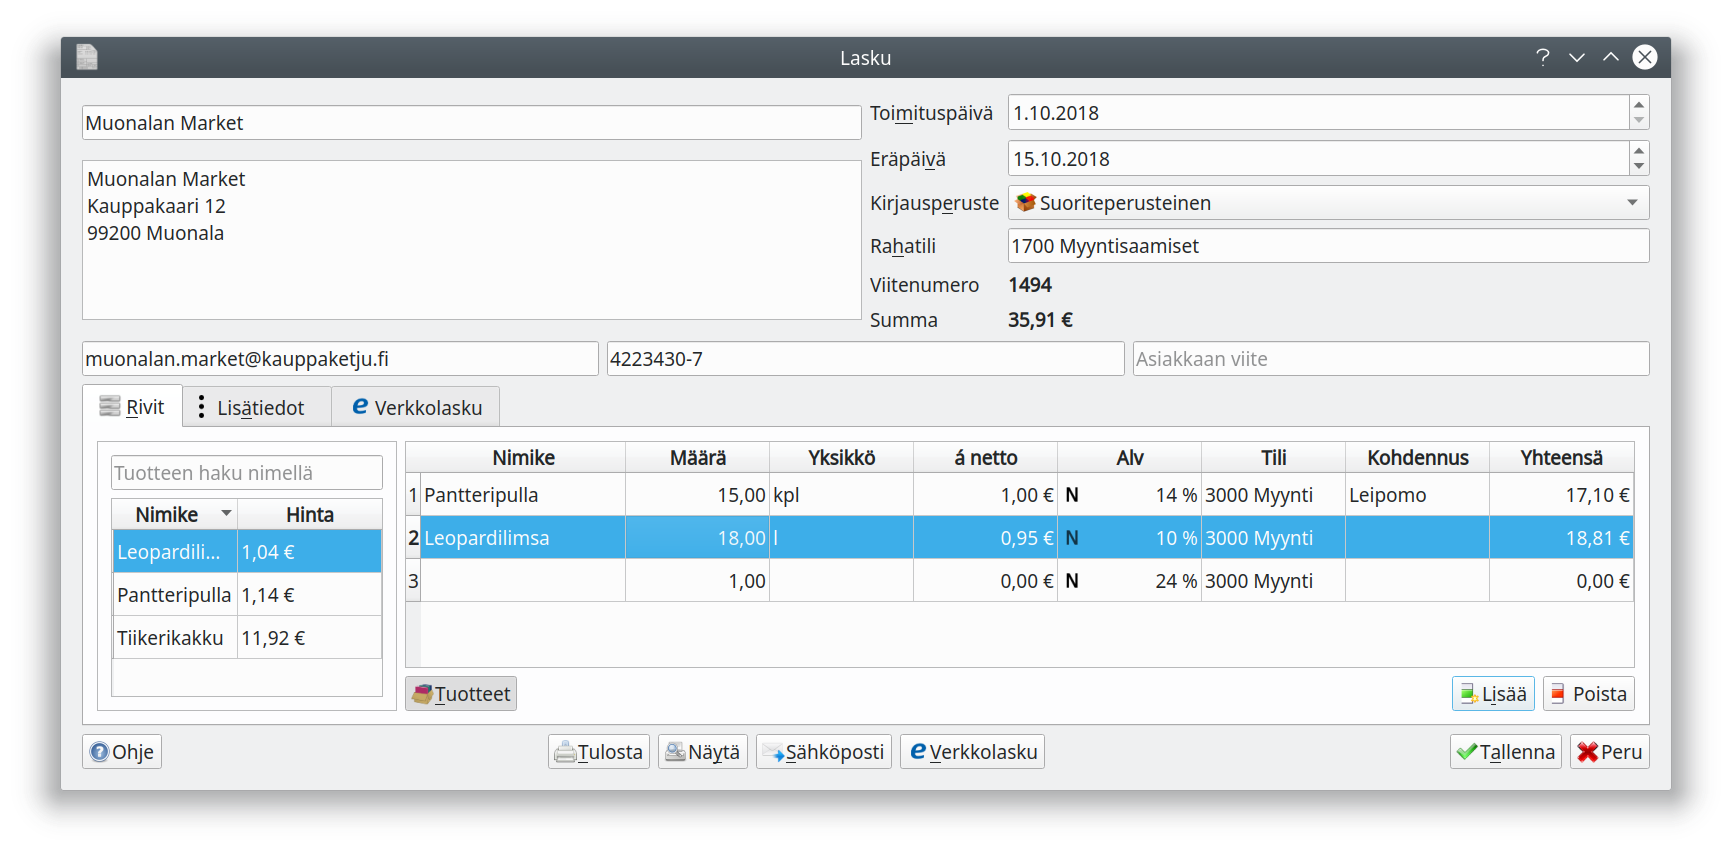 Lasku
Muonalan Market
Muonalan Market
Kauppakaari 12
99200 Muonala
Toimituspäivä 1.10.2018
Eräpäivä 15.10.2018
Kirjausperuste Suoriteperusteinen
Rahatili 1700 Myyntisaamiset
Viitenumero 1494
Summa 35,91 €
muonalan.market@kauppaketju.fi 4223430-7 Asiakkaan viite
Rivit Lisätiedot e Verkkolasku
Tuotteen haku nimellä
Nimike Hinta
Leopardili... 1,04 €
Pantteripulla 1,14 €
Tiikerikakku 11,92 €
Nimike Määrä Yksikkö á netto Alv Tili Kohdennus Yhteensä
1 Pantteripulla 15,00 kpl 1,00 € N 14 % 3000 Myynti Leipomo 17,10 €
2 Leopardilimsa 18,00 l 0,95 € N 10 % 3000 Myynti 18,81 €
3 1,00 0,00 € N 24 % 3000 Myynti 0,00 €
Tuotteet Lisää Poista
Ohje Tulosta Näytä Sähköposti e Verkkolasku Tallenna Peru